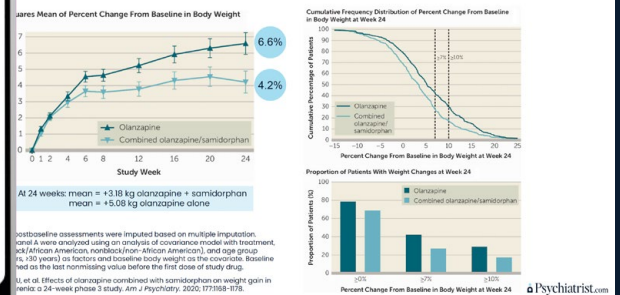 uares Mean of Percent Change From Baseline in Body Weight
7
6
5
4
3
2
1
0
6.6%
4.2%
Olanzapine
Combined olanzapine/samidorphan
0 1 2 4 6 8 12 16 20 24
Study Week
At 24 weeks: mean = +3.18 kg olanzapine + samidorphan
mean = +5.08 kg olanzapine alone
postbaseline assessments were imputed based on multiple imputation.
anel A were analyzed using an analysis of covariance model with treatment,
ack/African American, nonblack/non-African American), and age group
rs, >30 years) as factors and baseline body weight as the covariate. Baseline
ned as the last nonmissing value before the first dose of study drug.
U, et al. Effects of olanzapine combined with samidorphan on weight gain in
renia: a 24-week phase 3 study. Am J Psychiatry. 2020; 177:1168-1178.
Cumulative Frequency Distribution of Percent Change From Baseline
in Body Weight at Week 24
Cumulative Percentage of Patients
100
90
80
70
60
50
40
30
20
10
0
≥7% ≥10%
Olanzapine
Combined
olanzapine/
samidorphan
−15 −10 −5 0 5 10 15 20 25
Percent Change From Baseline in Body Weight at Week 24
Proportion of Patients With Weight Changes at Week 24
Proportion of Patients (%)
100
80
60
40
20
0
Olanzapine
Combined olanzapine/samidorphan
≥0% ≥7% ≥10%
Percent Change From Baseline in Body Weight at Week 24
Psychiatrist.com